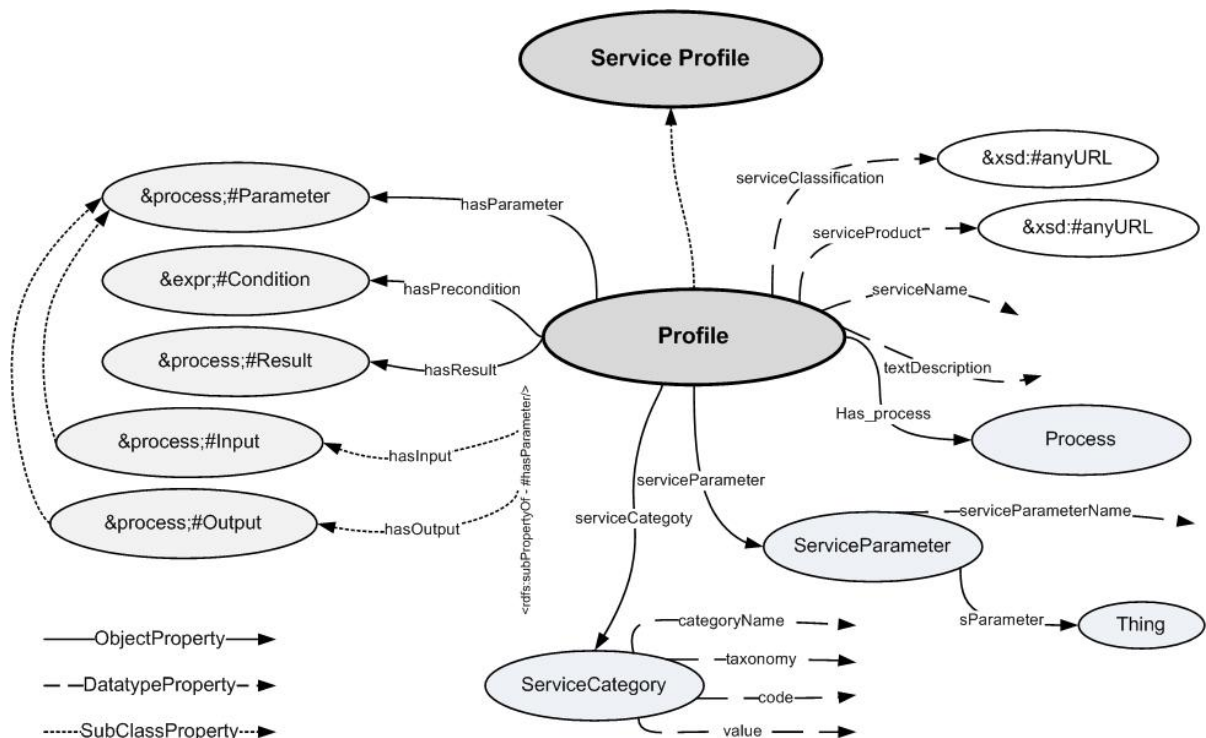 Service Profile
&xsd:#anyURL
serviceClassification
&process;#Parameter
hasParameter
serviceProduct
&xsd:#anyURL
&expr;#Condition
hasPrecondition
serviceName
Profile
&process;#Result
hasResult
textDescription
Has_process
Process
&process;#Input
hasInput
<rdfs:subPropertyOf - #hasParameter/>
serviceParameter
serviceParameterName
serviceCategoty
&process;#Output
hasOutput
ServiceParameter
categoryName
sParameter
Thing
ObjectProperty
taxonomy
DatatypeProperty
ServiceCategory
code
SubClassProperty
value